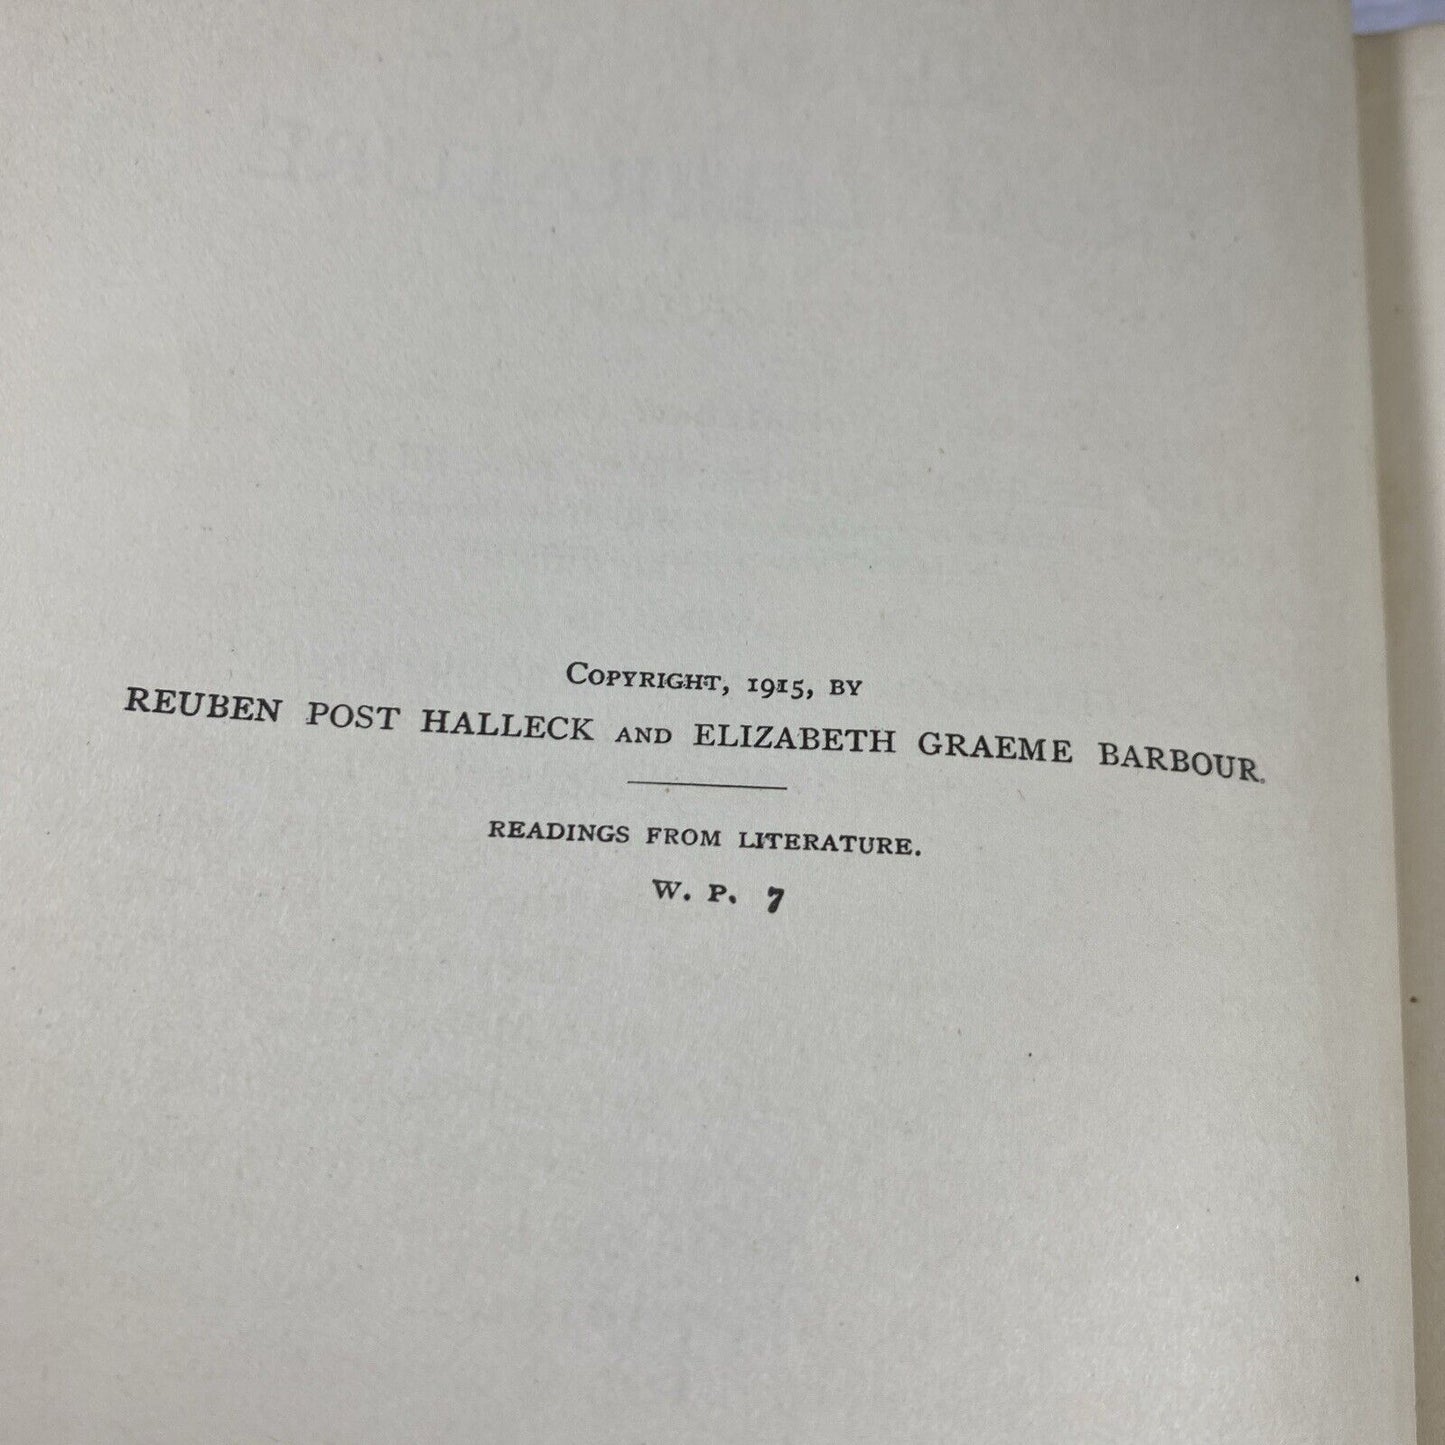 COPYRIGHT, 1915, BY
REUBEN POST HALLECK AND ELIZABETH GRAEME BARBOUR.
READINGS FROM LITERATURE.
W. P. 7